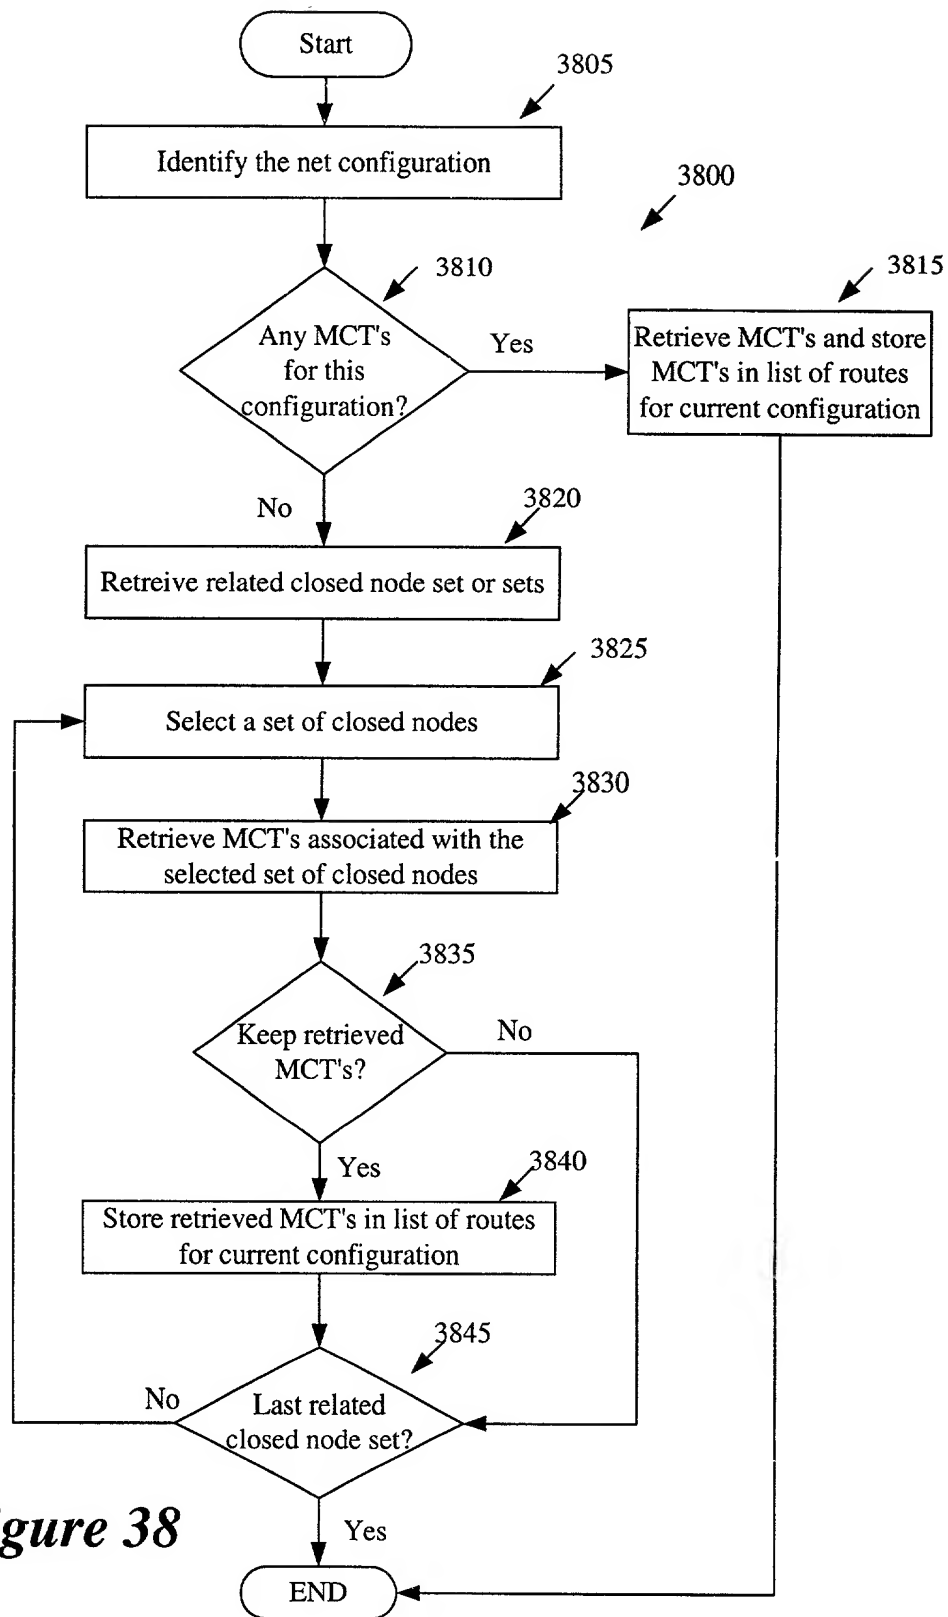 Start
3805
Identify the net configuration
3800
3810
3815
Any MCT's
for this
configuration?
Yes
Retrieve MCT's and store
MCT's in list of routes
for current configuration
No
3820
Retreive related closed node set or sets
3825
Select a set of closed nodes
3830
Retrieve MCT's associated with the
selected set of closed nodes
3835
Keep retrieved
MCT's?
No
Yes
3840
Store retrieved MCT's in list of routes
for current configuration
3845
No
Last related
closed node set?
Yes
igure 38
END